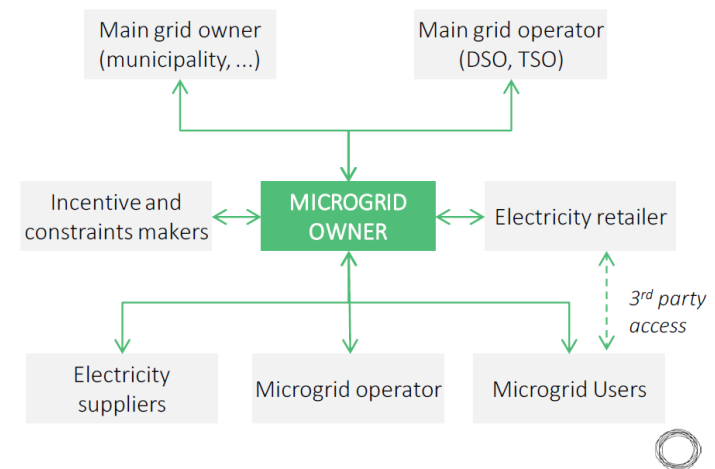 Main grid owner
(municipality, ...)
Main grid operator
(DSO, TSO)
Incentive and
constraints makers
MICROGRID
OWNER
Electricity retailer
3rd party
access
Electricity
suppliers
Microgrid operator
Microgrid Users